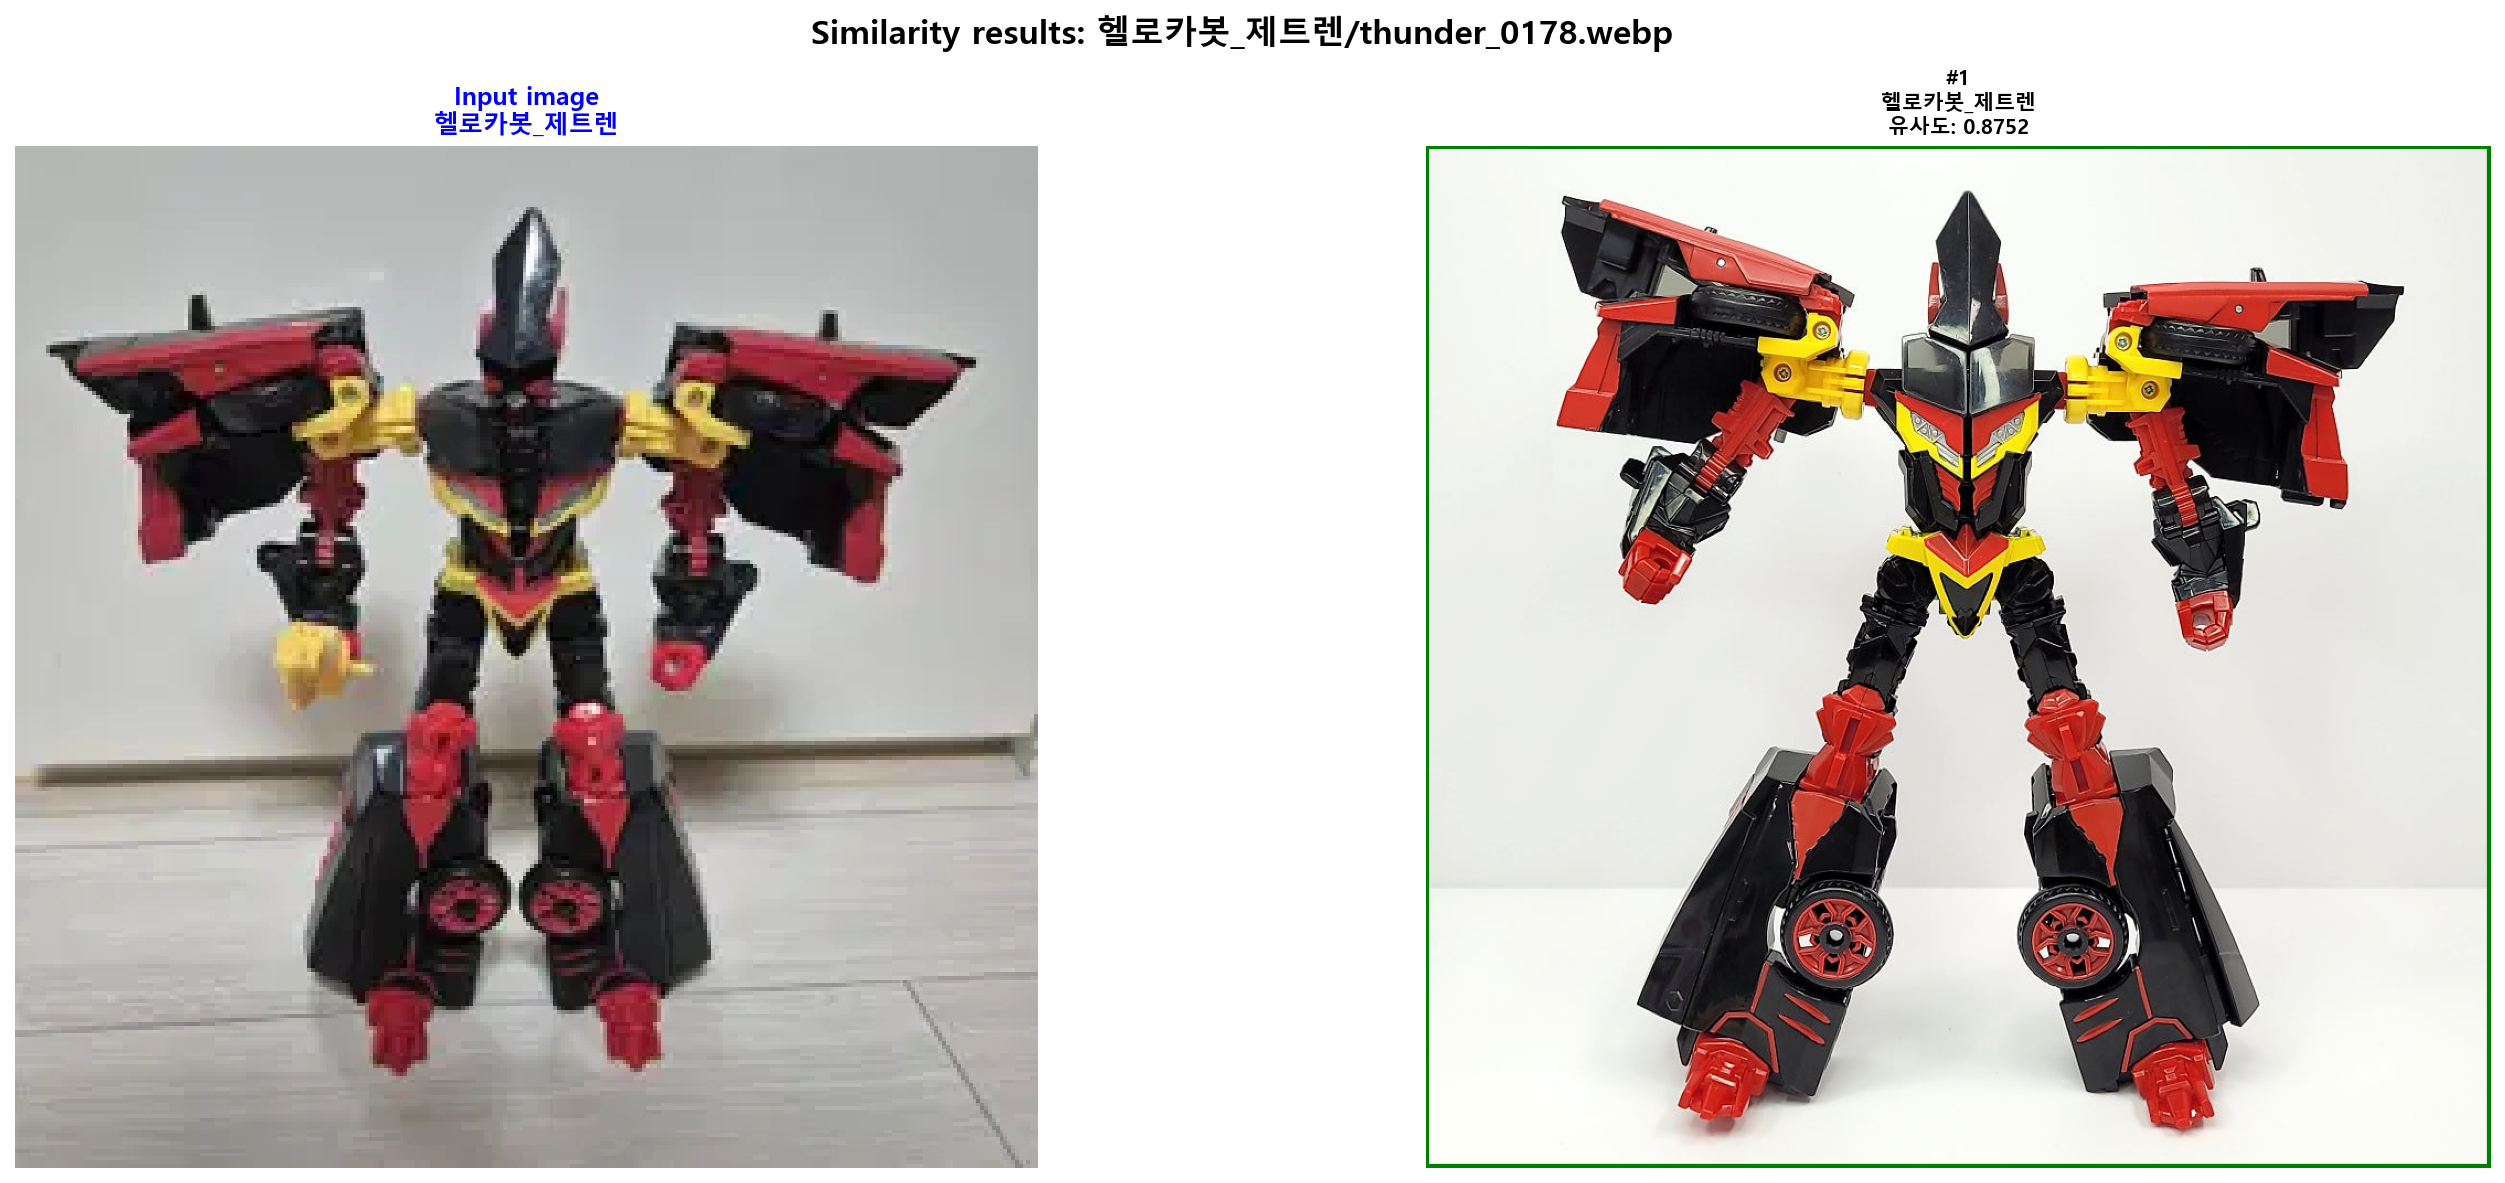 Similarity results: 헬로카봇_제트렌/thunder_0178.webp
Input image
헬로카봇_제트렌
#1
헬로카봇_제트렌
유사도: 0.8752